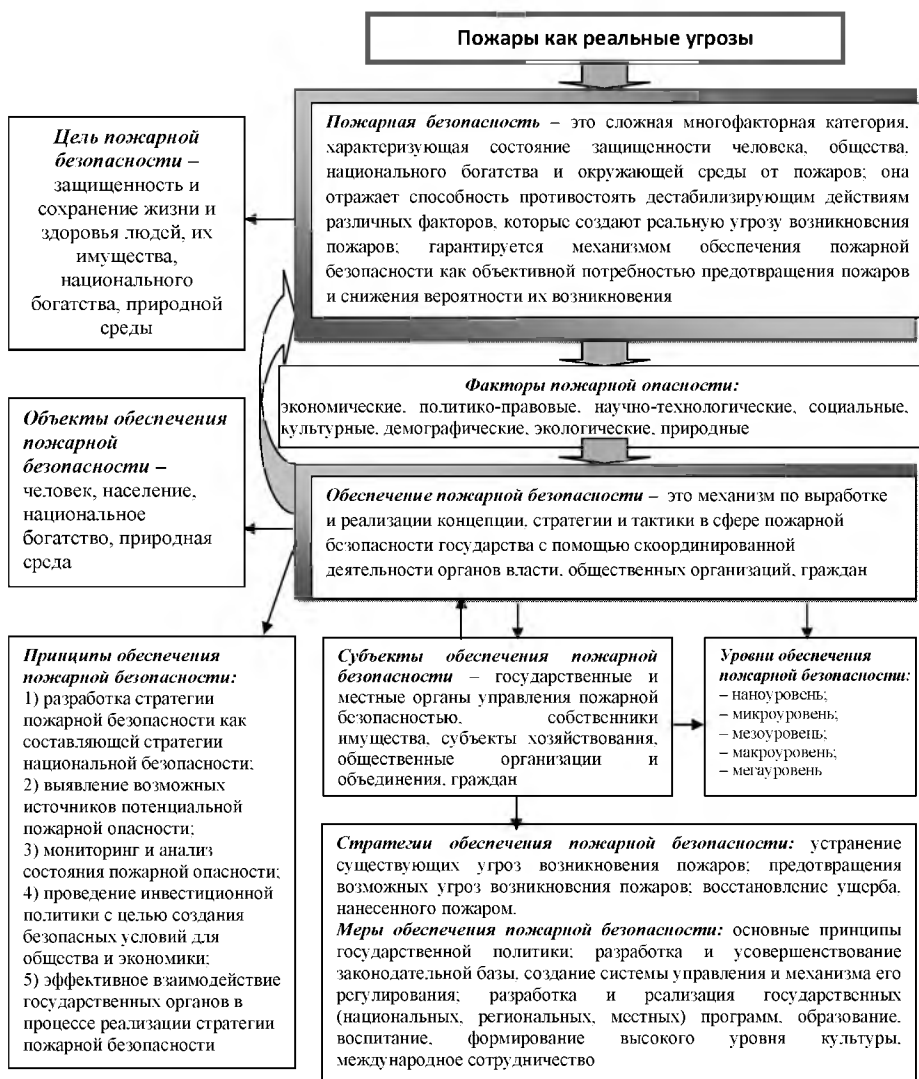 Пожары как реальные угрозы
Пожарная безопасность – это сложная многофакторная категория,
характеризующая состояние защищенности человека, общества,
национального богатства и окружающей среды от пожаров; она
отражает способность противостоять дестабилизирующим действиям
различных факторов, которые создают реальную угрозу возникновения
пожаров; гарантируется механизмом обеспечения пожарной
безопасности как объективной потребностью предотвращения пожаров
и снижения вероятности их возникновения
Цель пожарной
безопасности –
защищенность и
сохранение жизни и
здоровья людей, их
имущества,
национального
богатства, природной
среды
Факторы пожарной опасности:
экономические, политико-правовые, научно-технологические, социальные,
культурные, демографические, экологические, природные
Объекты обеспечения
пожарной
безопасности –
человек, население,
национальное
богатство, природная
среда
Обеспечение пожарной безопасности – это механизм по выработке
и реализации концепции, стратегии и тактики в сфере пожарной
безопасности государства с помощью скоординированной
деятельности органов власти, общественных организаций, граждан
Принципы обеспечения
пожарной безопасности:
1) разработка стратегии
пожарной безопасности как
составляющей стратегии
национальной безопасности;
2) выявление возможных
источников потенциальной
пожарной опасности;
3) мониторинг и анализ
состояния пожарной опасности;
4) проведение инвестиционной
политики с целью создания
безопасных условий для
общества и экономики;
5) эффективное взаимодействие
государственных органов в
процессе реализации стратегии
пожарной безопасности
Субъекты обеспечения пожарной
безопасности – государственные и
местные органы управления пожарной
безопасностью, собственники
имущества, субъекты хозяйствования,
общественные организации и
объединения, граждан
Уровни обеспечения
пожарной безопасности:
– наноуровень;
– микроуровень;
– мезоуровень;
– макроуровень;
– мегауровень
Стратегии обеспечения пожарной безопасности: устранение
существующих угроз возникновения пожаров; предотвращения
возможных угроз возникновения пожаров; восстановление ущерба,
нанесенного пожаром.
Меры обеспечения пожарной безопасности: основные принципы
государственной политики; разработка и усовершенствование
законодательной базы, создание системы управления и механизма его
регулирования; разработка и реализация государственных
(национальных, региональных, местных) программ, образование,
воспитание, формирование высокого уровня культуры,
международное сотрудничество